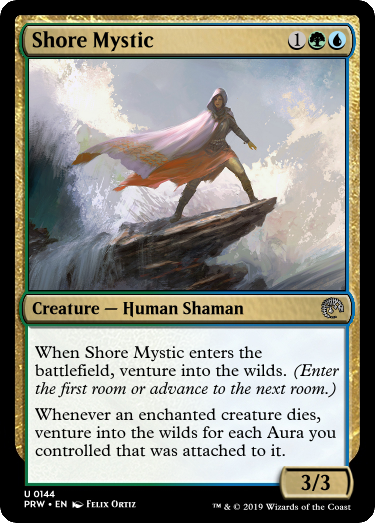 Shore Mystic 1
Creature — Human Shaman
When Shore Mystic enters the
battlefield, venture into the wilds. (Enter
the first room or advance to the next room.)
Whenever an enchanted creature dies,
venture into the wilds for each Aura you
controlled that was attached to it.
3/3
U 0144
PRW • EN Felix Ortiz
™ & © 2019 Wizards of the Coast